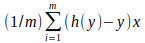 (1/m) ∑_{i=1}^{m} (h(y)−y)x